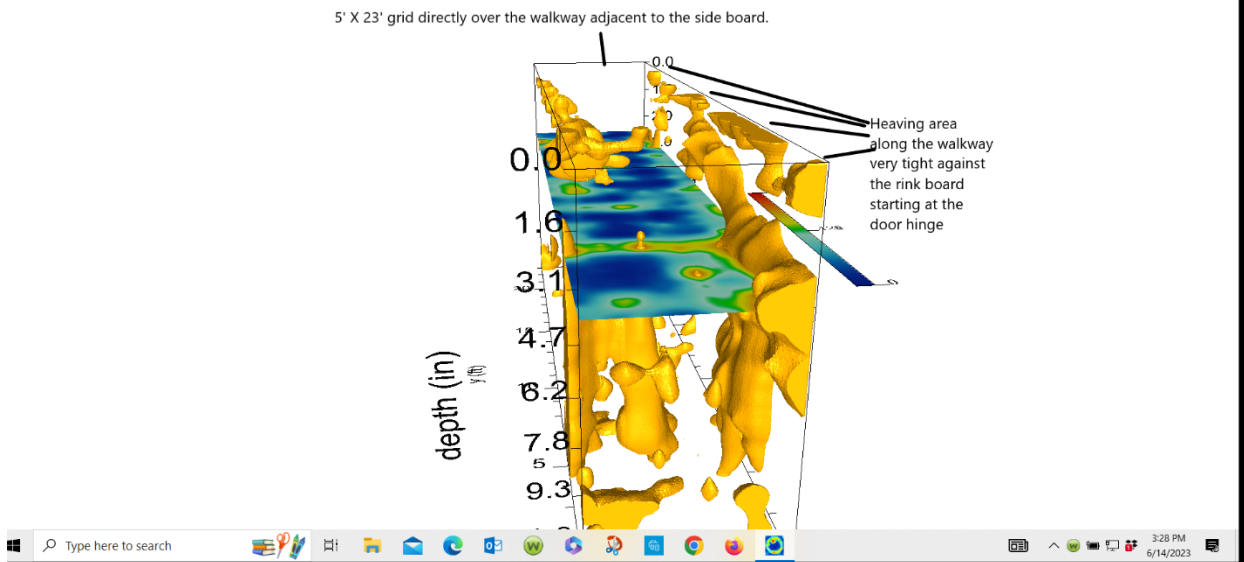 5' X 23' grid directly over the walkway adjacent to the side board.
0.0
Heaving area
along the walkway
very tight against
the rink board
starting at the
door hinge
0.0
1.6
3.1
4.7
6.2
7.8
5
9.3
depth (in)
y (ft)
Type here to search
3:28 PM
6/14/2023